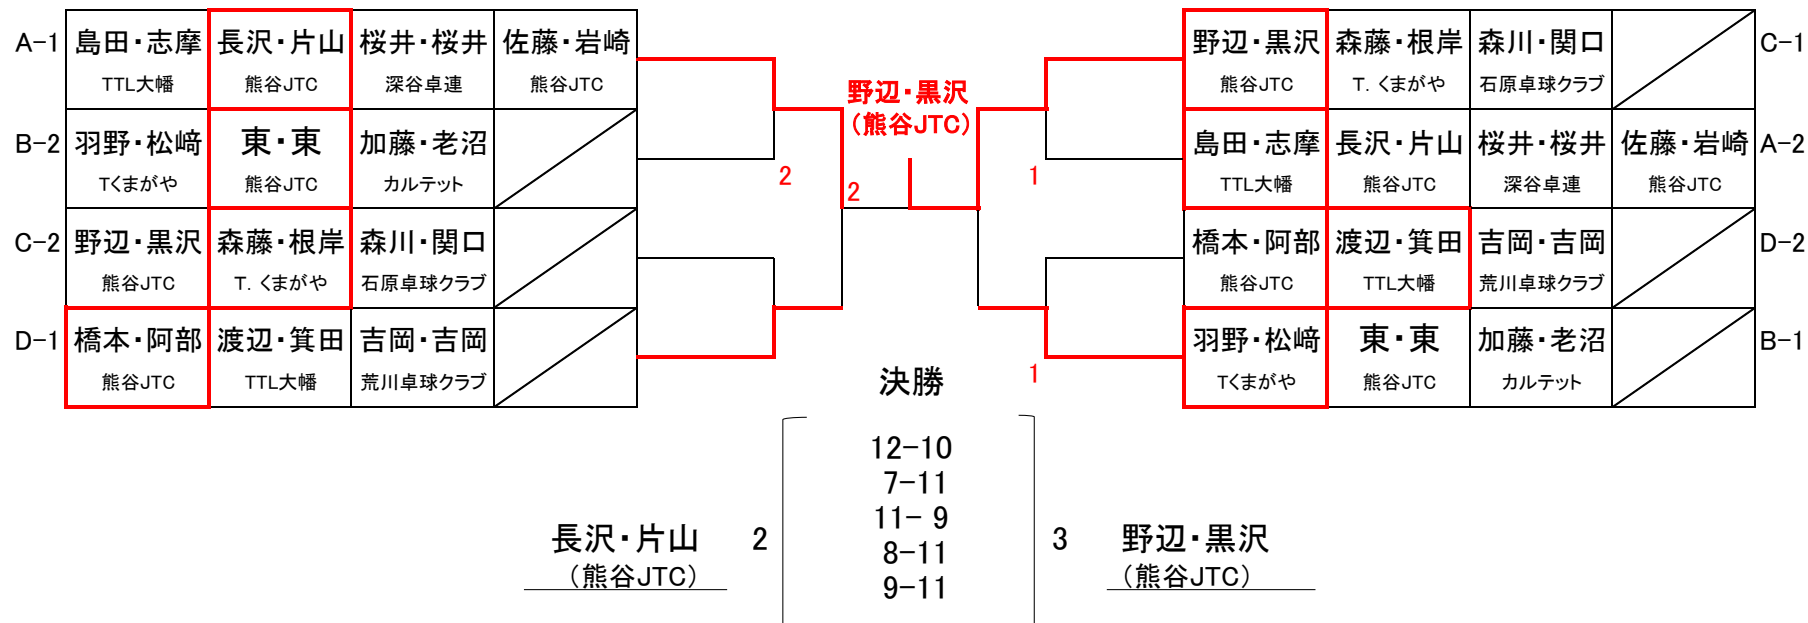 A-1 島田・志摩 長沢・片山 桜井・桜井 佐藤・岩崎
TTL大幡 熊谷JTC 深谷卓連 熊谷JTC
B-2 羽野・松﨑 東・東 加藤・老沼
Tくまがや 熊谷JTC カルテット
C-2 野辺・黒沢 森藤・根岸 森川・関口
熊谷JTC T．くまがや 石原卓球クラブ
D-1 橋本・阿部 渡辺・箕田 吉岡・吉岡
熊谷JTC TTL大幡 荒川卓球クラブ
2
2
野辺・黒沢
（熊谷JTC）
1
1
野辺・黒沢 森藤・根岸 森川・関口 C-1
熊谷JTC T．くまがや 石原卓球クラブ
島田・志摩 長沢・片山 桜井・桜井 佐藤・岩崎 A-2
TTL大幡 熊谷JTC 深谷卓連 熊谷JTC
橋本・阿部 渡辺・箕田 吉岡・吉岡 D-2
熊谷JTC TTL大幡 荒川卓球クラブ
羽野・松﨑 東・東 加藤・老沼 B-1
Tくまがや 熊谷JTC カルテット
決勝
12-10
7-11
11- 9
8-11
9-11
長沢・片山 2
（熊谷JTC）
3 野辺・黒沢
（熊谷JTC）